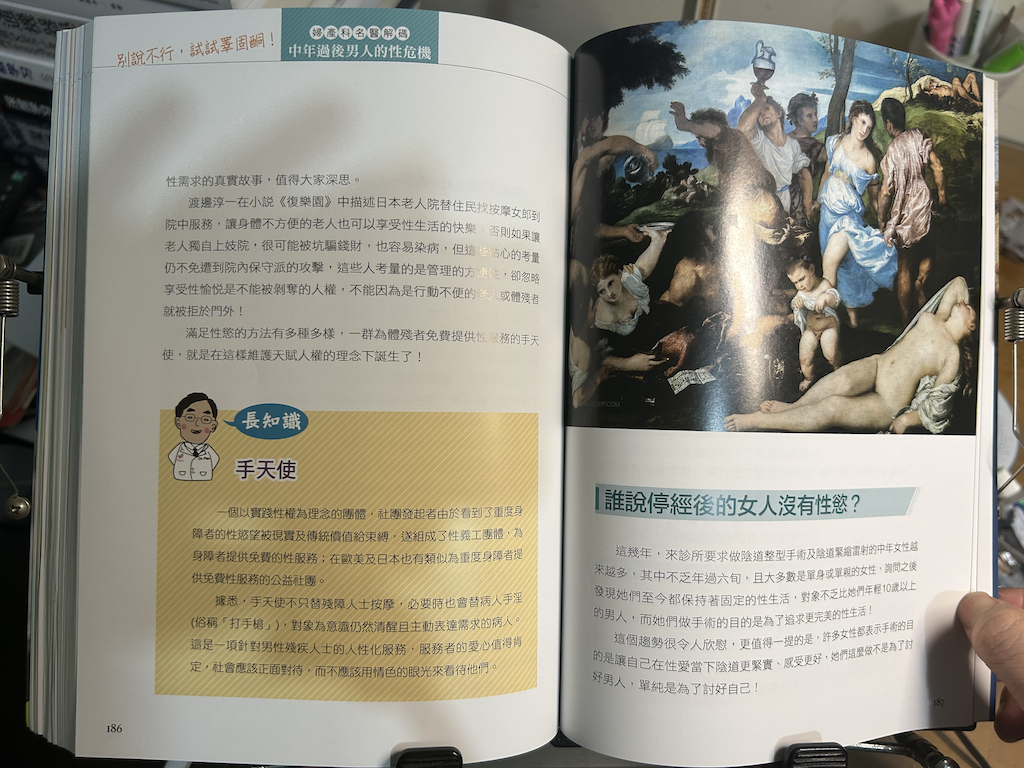 別說不行，試試睪固酮！
婦產科名醫解碼
中年過後男人的性危機
性需求的真實故事，值得大家深思。
渡邊淳一在小說《復樂園》中描述日本老人院替住民找按摩女郎到
院中服務，讓身體不方便的老人也可以享受性生活的快樂，否則如果讓
老人獨自上妓院，很可能被坑騙錢財，也容易染病，但這些貼心的考量
仍不免遭到院內保守派的攻擊，這些人考量的是管理的方便性，卻忽略
享受性愉悅是不能被剝奪的人權，不能因為是行動不便的老人或體殘者
就被拒於門外！
滿足性慾的方法有多種多樣，一群為體殘者免費提供性服務的手天
使，就是在這樣維護天賦人權的理念下誕生了！
長知識
手天使
一個以實踐性權為理念的團體，社團發起者由於看到了重度身
障者的性慾望被現實及傳統價值給束縛，遂組成了性義工團體，為
身障者提供免費的性服務；在歐美及日本也有類似為重度身障者提
供免費性服務的公益社團。
據悉，手天使不只替殘障人士按摩，必要時也會替病人手淫
(俗稱「打手槍」)，對象為意識仍然清醒且主動表達需求的病人。
這是一項針對男性殘疾人士的人性化服務，服務者的愛心值得肯
定，社會應該正面對待，而不應該用情色的眼光來看待他們。
186
誰說停經後的女人沒有性慾？
這幾年，來診所要求做陰道整型手術及陰道緊縮雷射的中年女性越
來越多，其中不乏年過六旬，且大多數是單身或單親的女性，詢問之後
發現她們至今都保持著固定的性生活，對象不乏比她們年輕10歲以上
的男人，而她們做手術的目的是為了追求更完美的性生活！
這個趨勢很令人欣慰，更值得一提的是，許多女性都表示手術的目
的是讓自己在性愛當下陰道更緊實、感受更好，她們這麼做不是為了討
好男人，單純是為了討好自己！
187